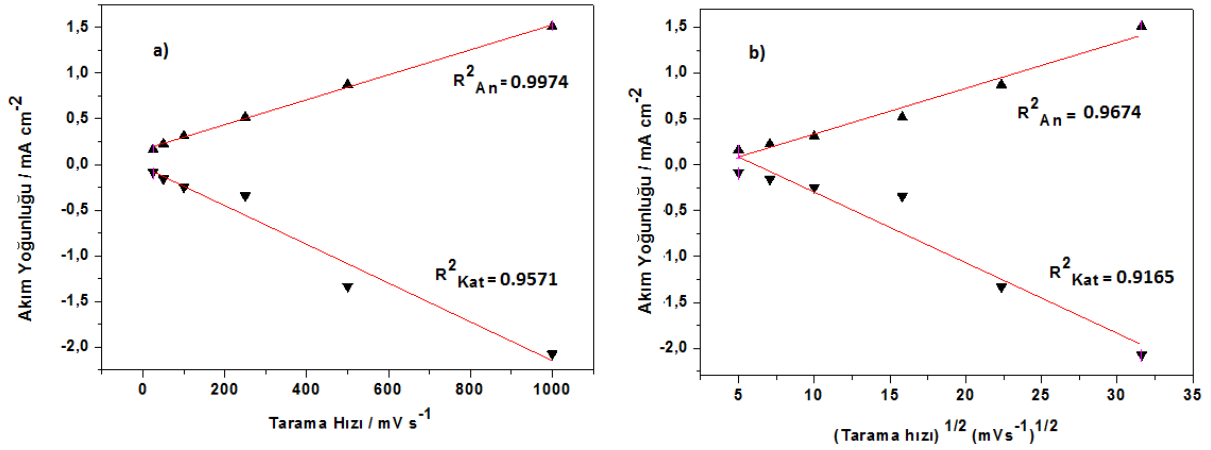 a)
R²An = 0.9974
R²Kat = 0.9571
1,5
1,0
0,5
0,0
-0,5
-1,0
-1,5
-2,0
Akım Yoğunluğu / mA cm⁻²
0 200 400 600 800 1000
Tarama Hızı / mV s⁻¹
b)
R²An = 0.9674
R²Kat = 0.9165
1,5
1,0
0,5
0,0
-0,5
-1,0
-1,5
-2,0
Akım Yoğunluğu / mA cm⁻²
5 10 15 20 25 30 35
(Tarama hızı) ¹/² (mVs⁻¹)¹/²